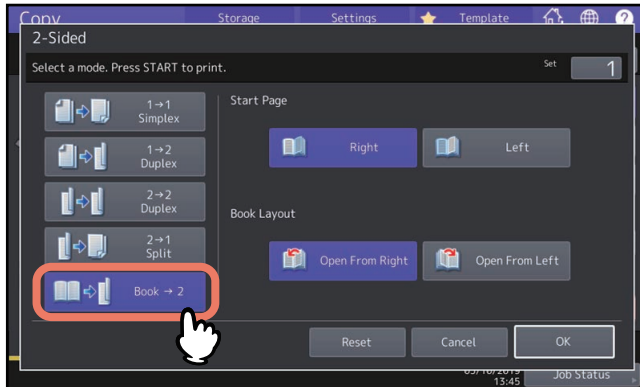 Copy
Storage
Settings
Template
?
2-Sided
Select a mode. Press START to print.
Set
1
1→1
Simplex
1→2
Duplex
2→2
Duplex
2→1
Split
Book → 2
Start Page
Right
Left
Book Layout
Open From Right
Open From Left
Reset
Cancel
OK
13:45
Job Status